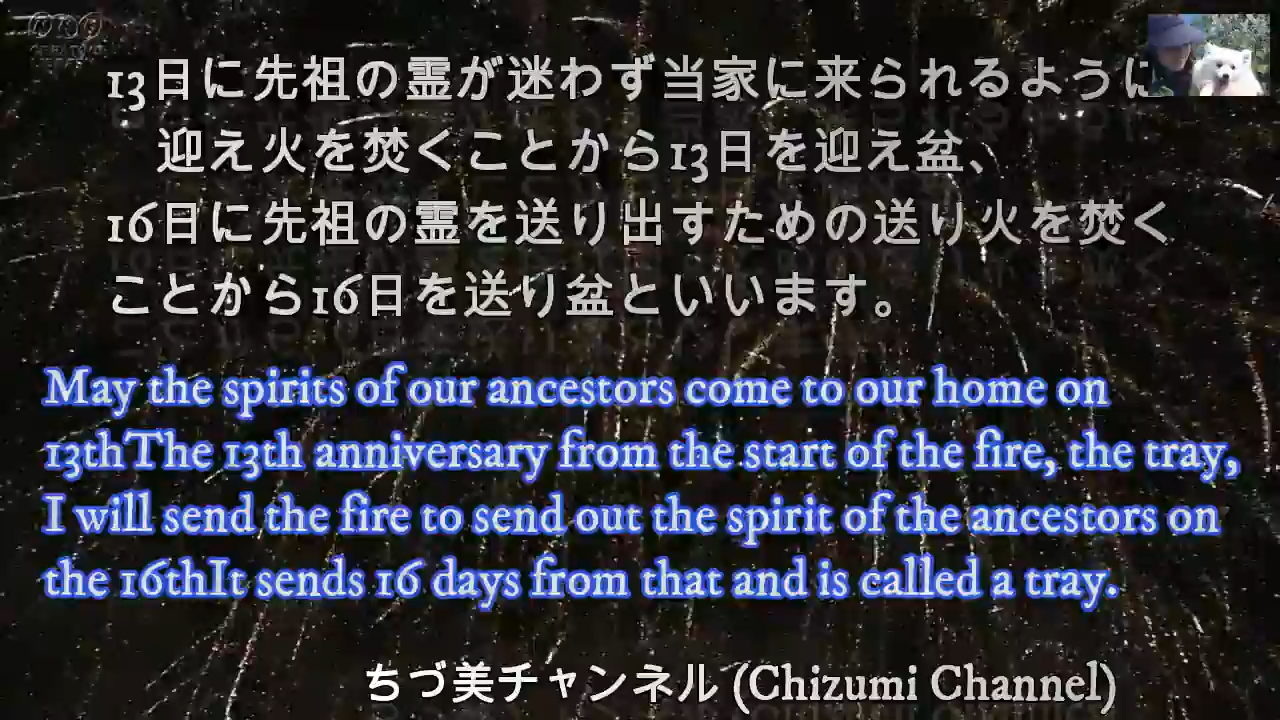 13日に先祖の霊が迷わず当家に来られるように
迎え火を焚くことから13日を迎え盆、
16日に先祖の霊を送り出すための送り火を焚く
ことから16日を送り盆といいます。
May the spirits of our ancestors come to our home on
13thThe 13th anniversary from the start of the fire, the tray,
I will send the fire to send out the spirit of the ancestors on
the 16thIt sends 16 days from that and is called a tray.
ちづ美チャンネル (Chizumi Channel)